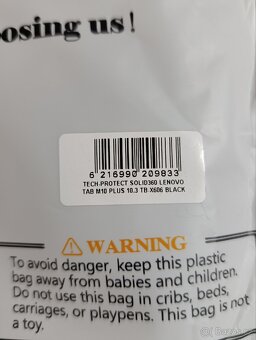 osing us!
6 216990 209833
TECH-PROTECT SOLID360 LENOVO
TAB M10 PLUS 10.3 TB X606 BLACK
⚠ WARNING
To avoid danger, keep this plastic
bag away from babies and children.
Do not use this bag in cribs, beds,
carriages, or playpens. This bag is not
a toy.